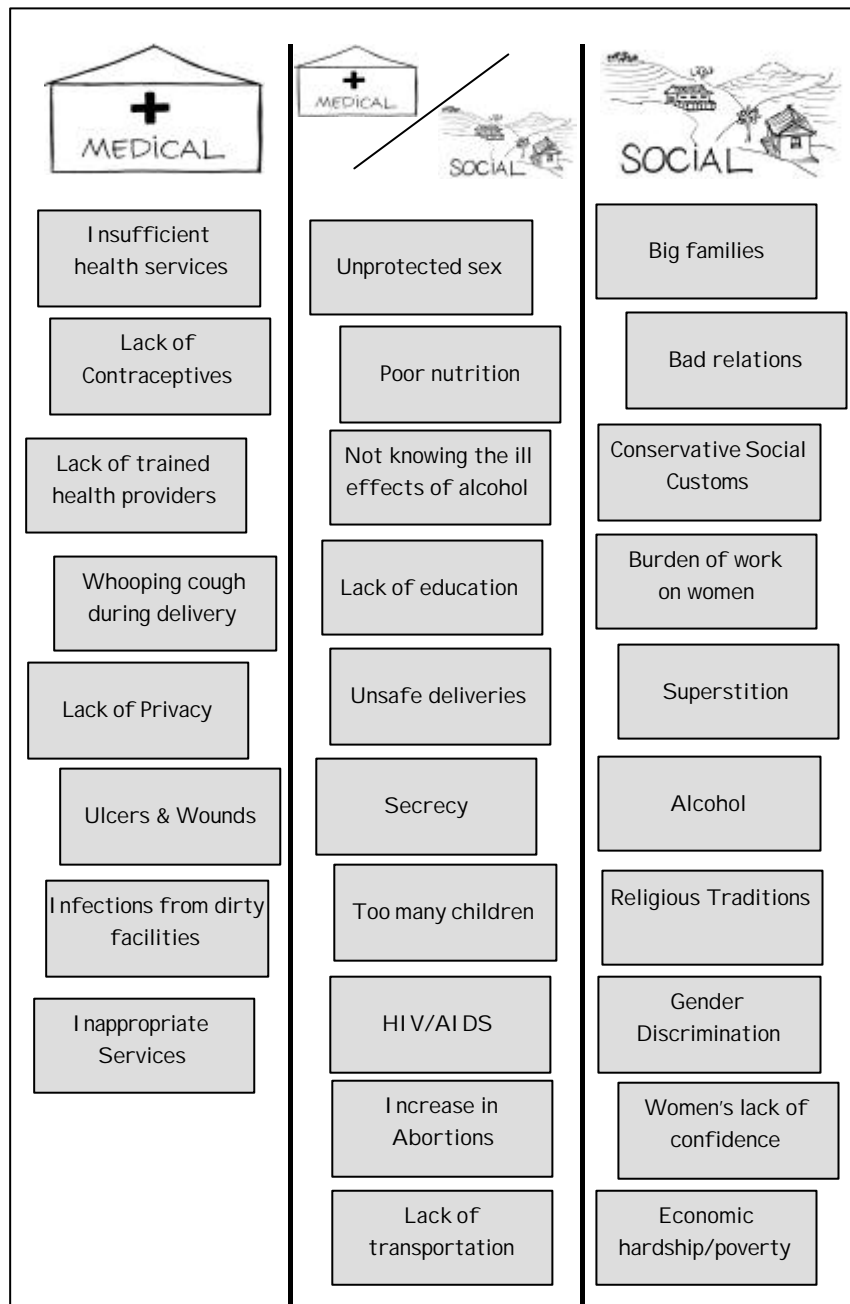 MEDICAL
Insufficient
health services
Lack of
Contraceptives
Lack of trained
health providers
Whooping cough
during delivery
Lack of Privacy
Ulcers & Wounds
Infections from dirty
facilities
Inappropriate
Services
MEDICAL
SOCIAL
Unprotected sex
Poor nutrition
Not knowing the ill
effects of alcohol
Lack of education
Unsafe deliveries
Secrecy
Too many children
HIV/AIDS
Increase in
Abortions
Lack of
transportation
SOCIAL
Big families
Bad relations
Conservative Social
Customs
Burden of work
on women
Superstition
Alcohol
Religious Traditions
Gender
Discrimination
Women's lack of
confidence
Economic
hardship/poverty